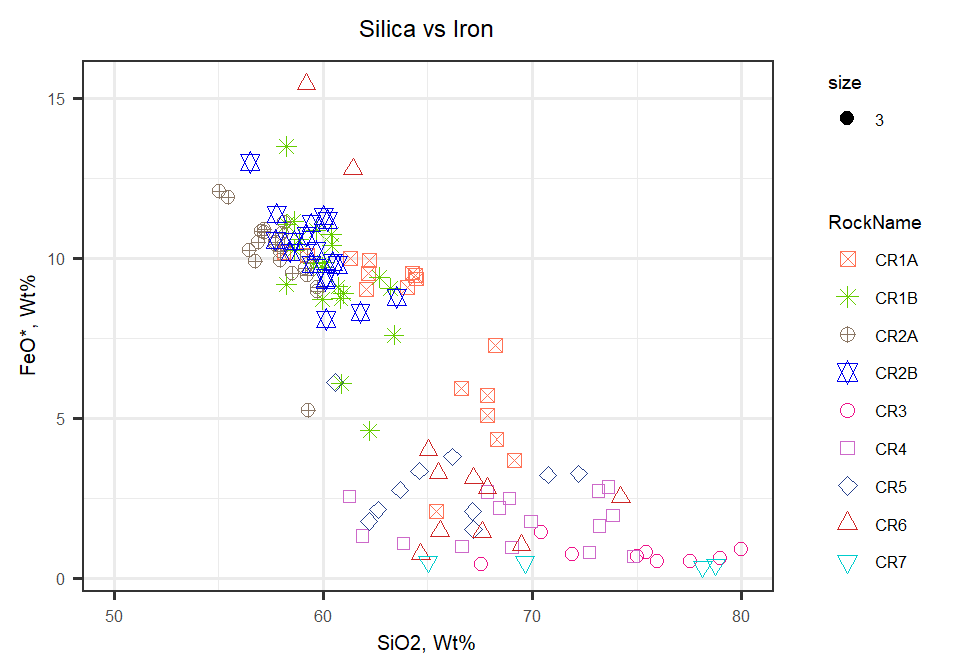 Silica vs Iron
15
10
5
0
FeO*, Wt%
50
60
70
80
SiO2, Wt%
size
3
RockName
CR1A
CR1B
CR2A
CR2B
CR3
CR4
CR5
CR6
CR7